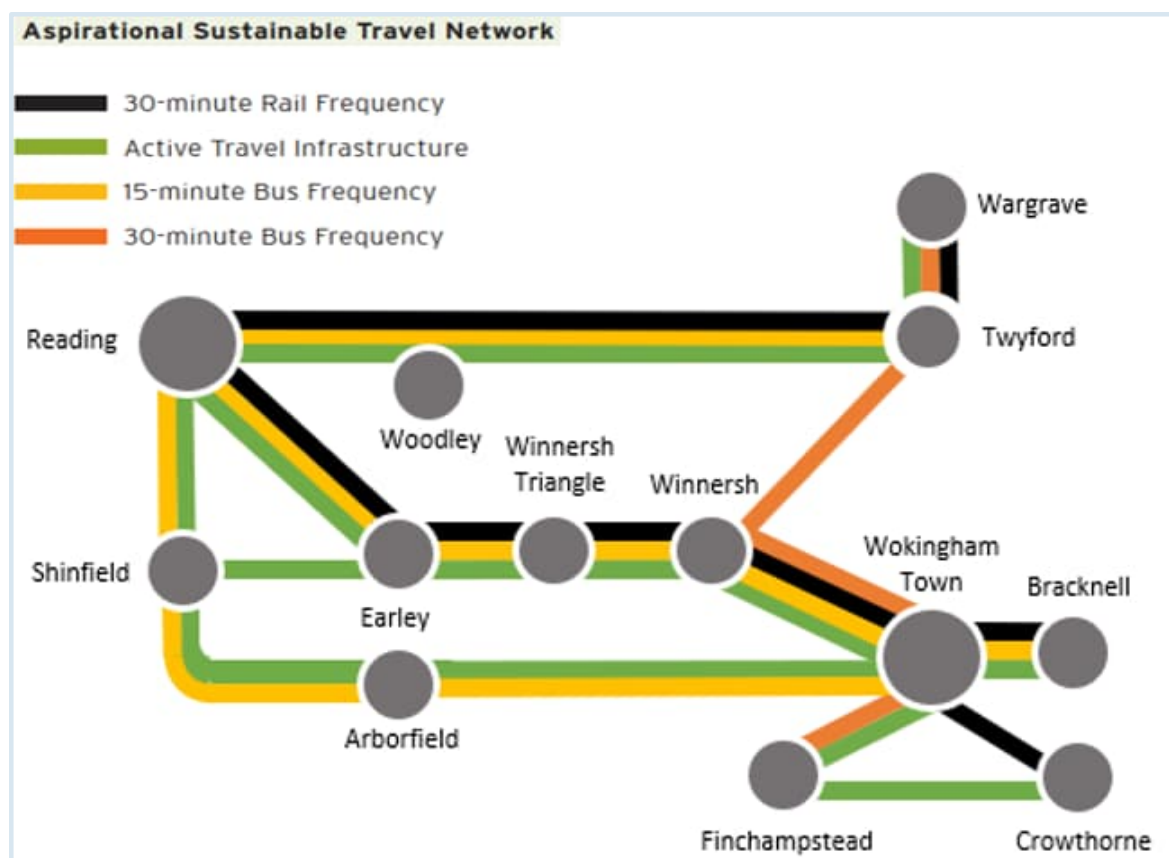 Aspirational Sustainable Travel Network
30-minute Rail Frequency
Active Travel Infrastructure
15-minute Bus Frequency
30-minute Bus Frequency
Wargrave
Reading
Twyford
Woodley
Winnersh
Triangle
Winnersh
Wokingham
Town
Shinfield
Bracknell
Earley
Arborfield
Finchampstead
Crowthorne